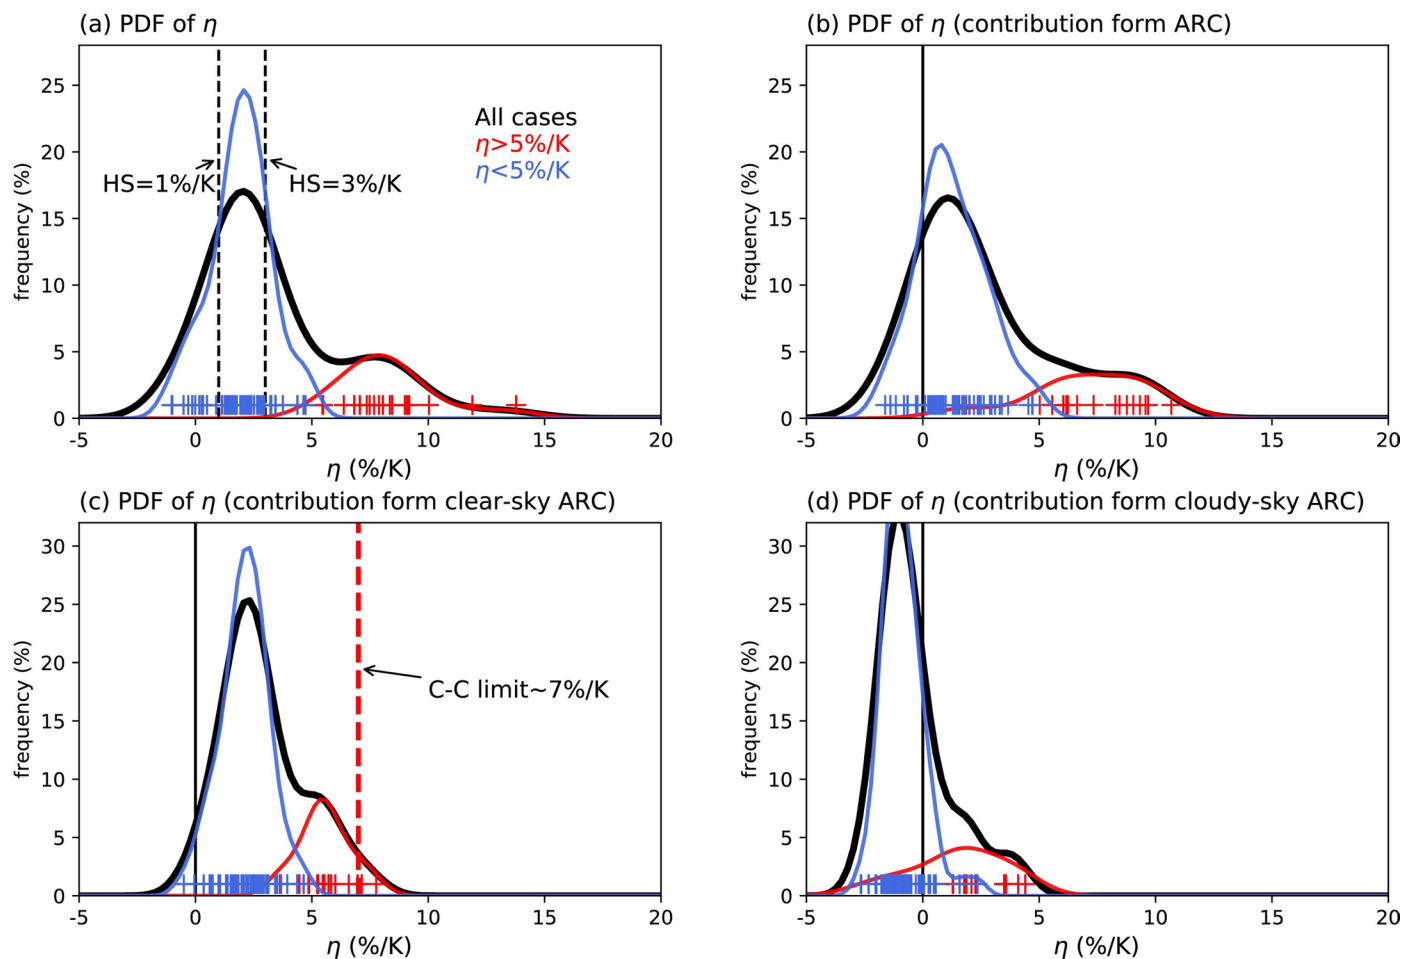 (a) PDF of η
25
20
15
10
5
0
frequency (%)
HS=1%/K
HS=3%/K
All cases
η>5%/K
η<5%/K
-5 0 5 10 15 20
η (%/K)
(b) PDF of η (contribution form ARC)
25
20
15
10
5
0
frequency (%)
-5 0 5 10 15 20
η (%/K)
(c) PDF of η (contribution form clear-sky ARC)
30
25
20
15
10
5
0
frequency (%)
C-C limit~7%/K
-5 0 5 10 15 20
η (%/K)
(d) PDF of η (contribution form cloudy-sky ARC)
30
25
20
15
10
5
0
frequency (%)
-5 0 5 10 15 20
η (%/K)